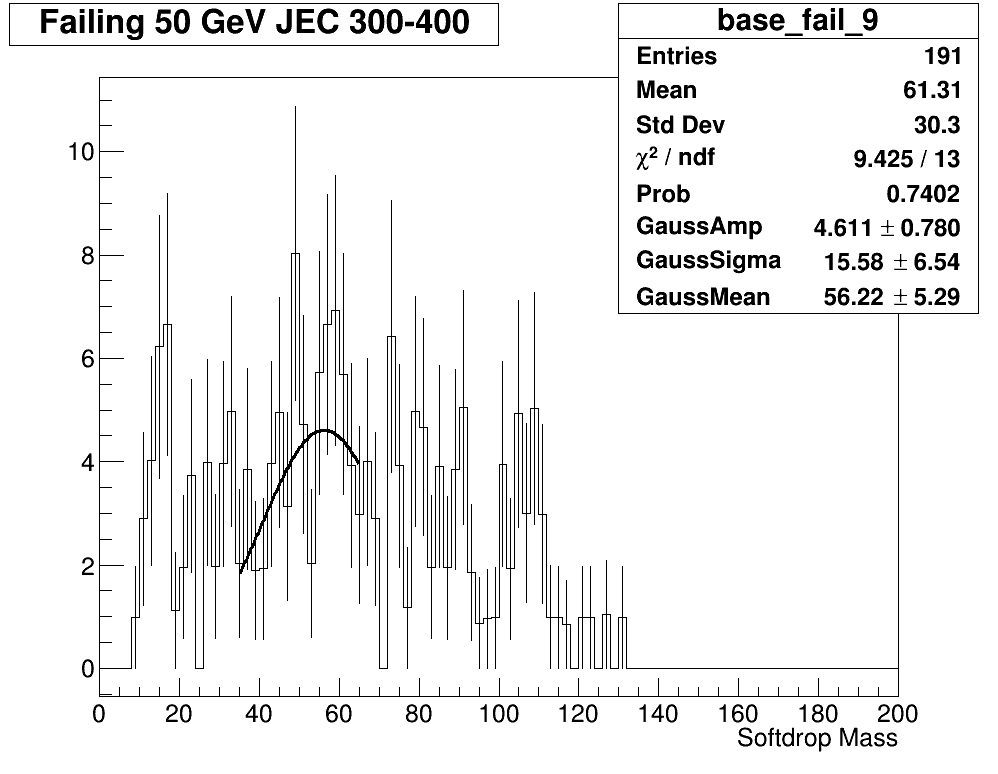 Failing 50 GeV JEC 300-400
base_fail_9
Entries 191
Mean 61.31
Std Dev 30.3
χ² / ndf 9.425 / 13
Prob 0.7402
GaussAmp 4.611 ± 0.780
GaussSigma 15.58 ± 6.54
GaussMean 56.22 ± 5.29
10
8
6
4
2
0
0 20 40 60 80 100 120 140 160 180 200
Softdrop Mass